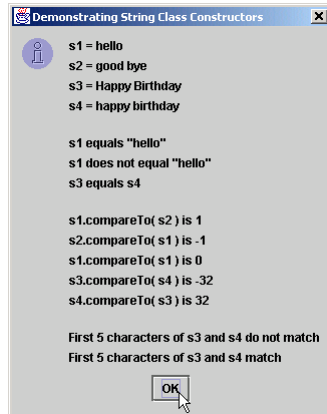 Demonstrating String Class Constructors
s1 = hello
s2 = good bye
s3 = Happy Birthday
s4 = happy birthday
s1 equals "hello"
s1 does not equal "hello"
s3 equals s4
s1.compareTo( s2 ) is 1
s2.compareTo( s1 ) is -1
s1.compareTo( s1 ) is 0
s3.compareTo( s4 ) is -32
s4.compareTo( s3 ) is 32
First 5 characters of s3 and s4 do not match
First 5 characters of s3 and s4 match
OK